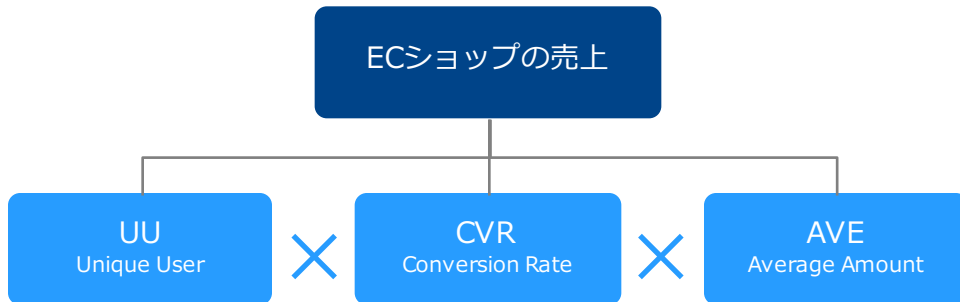 ECショップの売上
UU
Unique User
CVR
Conversion Rate
AVE
Average Amount